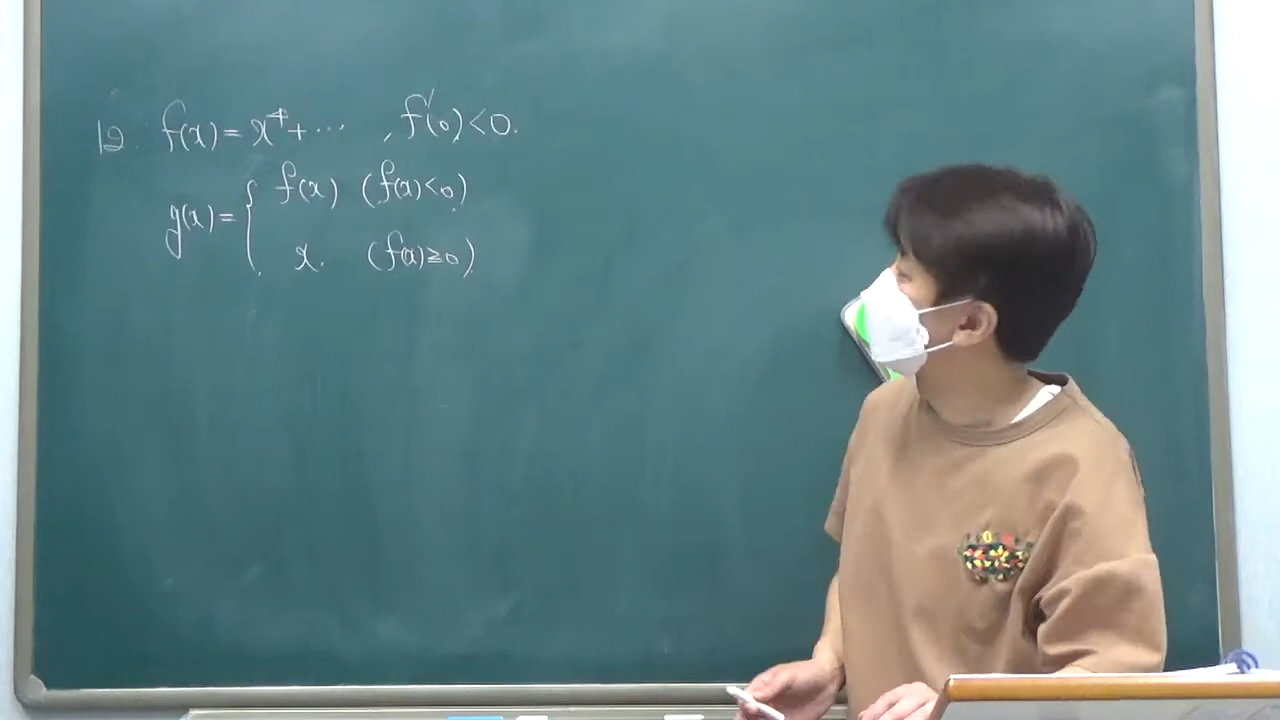 12. f(x) = x⁴ + ⋯ , f'(0) < 0.
g(x) = { f(x) (f(x) < 0)
x. (f(x) ≧ 0)